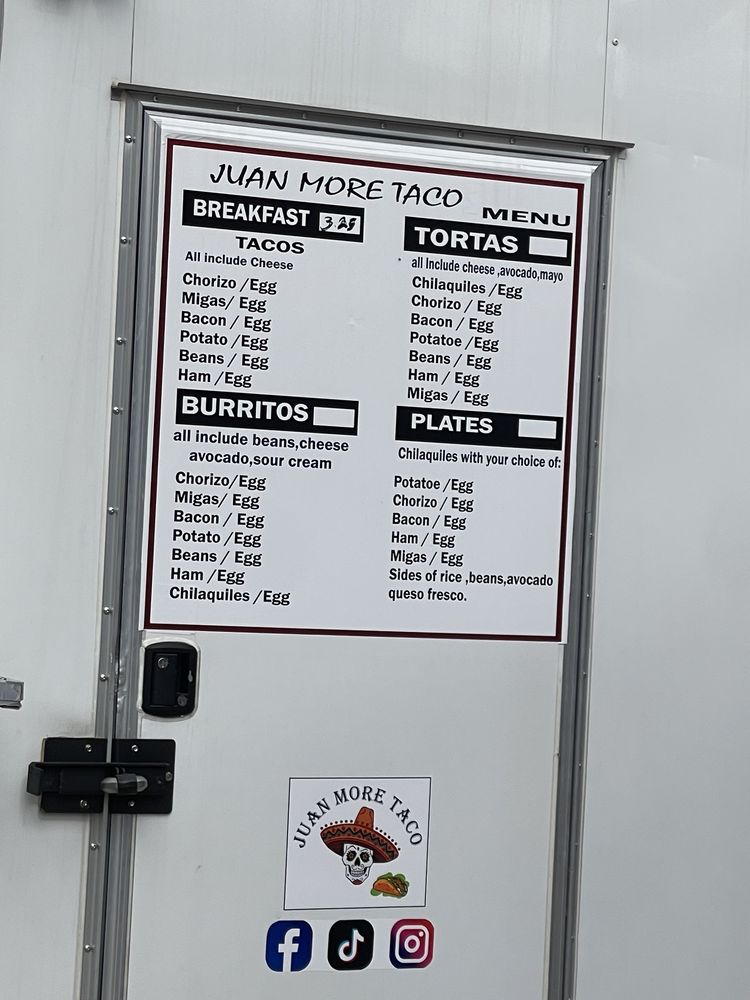 JUAN MORE TACO
MENU
BREAKFAST 3.25
TACOS
All include Cheese
Chorizo /Egg
Migas/ Egg
Bacon / Egg
Potato /Egg
Beans / Egg
Ham /Egg
BURRITOS
all include beans,cheese
avocado,sour cream
Chorizo/Egg
Migas/ Egg
Bacon / Egg
Potato /Egg
Beans / Egg
Ham /Egg
Chilaquiles /Egg
TORTAS
all Include cheese ,avocado,mayo
Chilaquiles /Egg
Chorizo / Egg
Bacon / Egg
Potatoe /Egg
Beans / Egg
Ham / Egg
Migas / Egg
PLATES
Chilaquiles with your choice of:
Potatoe /Egg
Chorizo / Egg
Bacon / Egg
Ham / Egg
Migas / Egg
Sides of rice ,beans,avocado
queso fresco.
JUAN MORE TACO